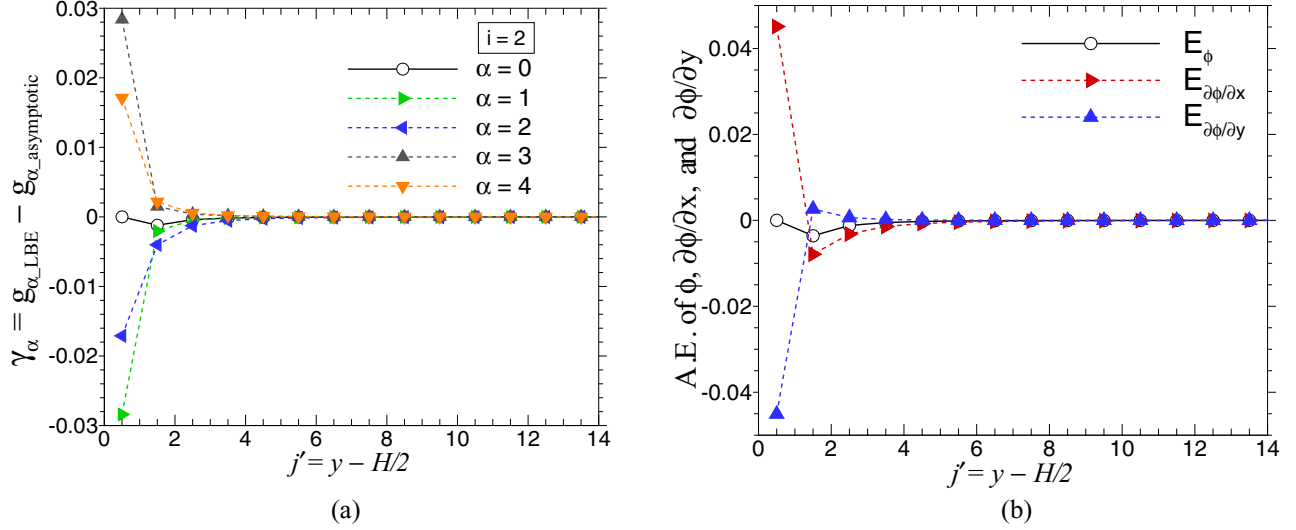 0.03
0.02
0.01
0
-0.01
-0.02
-0.03
γα = gα_LBE − gα_asymptotic
i = 2
α = 0
α = 1
α = 2
α = 3
α = 4
0 2 4 6 8 10 12 14
j′ = y − H/2
(a)
0.04
0.02
0
-0.02
-0.04
A.E. of ϕ, ∂ϕ/∂x, and ∂ϕ/∂y
Eϕ
E∂ϕ/∂x
E∂ϕ/∂y
0 2 4 6 8 10 12 14
j′ = y − H/2
(b)